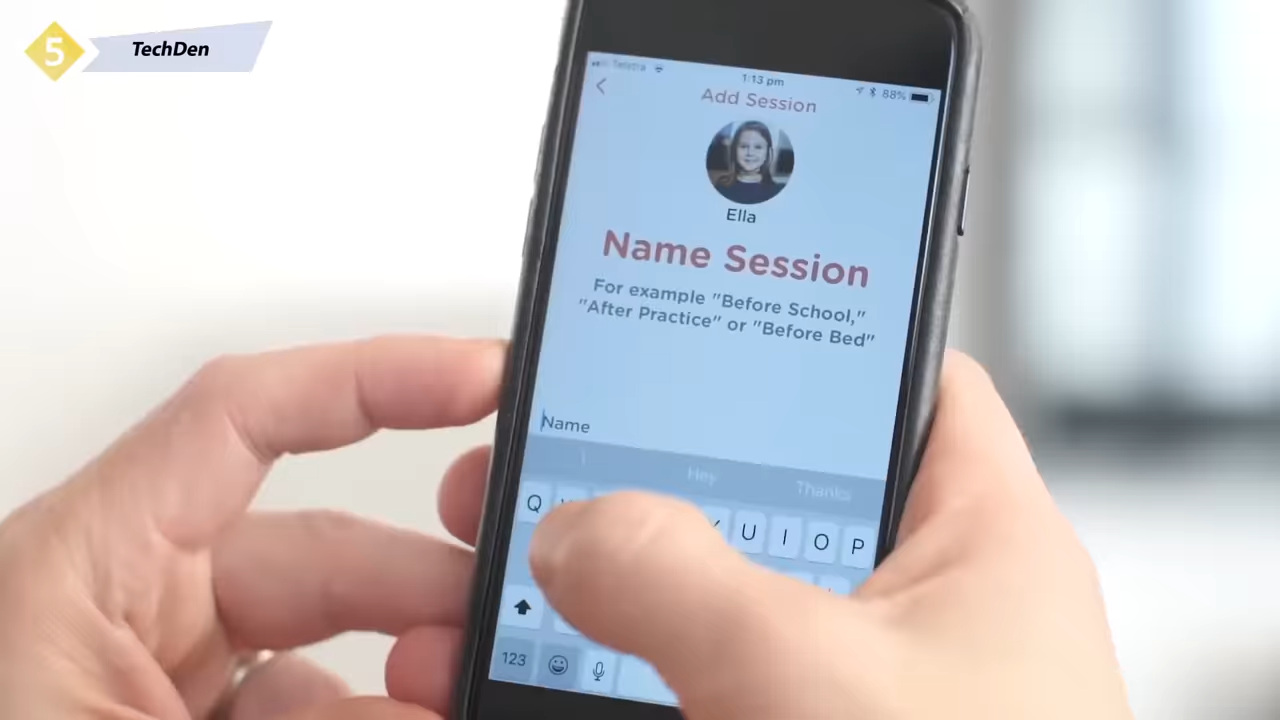 5
TechDen
Telstra
1:13 pm
88%
Add Session
Ella
Name Session
For example "Before School,"
"After Practice" or "Before Bed"
Name
I Hey Thanks
Q U I O P
123